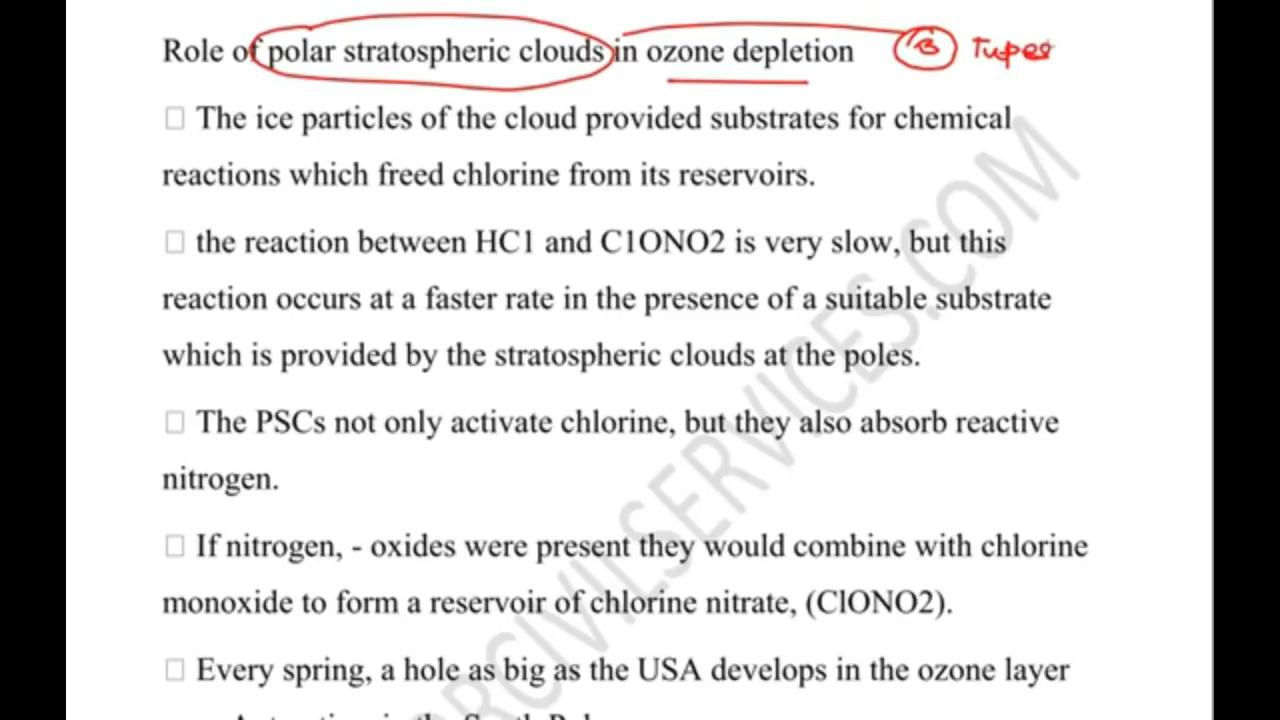 Role of polar stratospheric clouds in ozone depletion ③ Types
□ The ice particles of the cloud provided substrates for chemical
reactions which freed chlorine from its reservoirs.
□ the reaction between HC1 and C1ONO2 is very slow, but this
reaction occurs at a faster rate in the presence of a suitable substrate
which is provided by the stratospheric clouds at the poles.
□ The PSCs not only activate chlorine, but they also absorb reactive
nitrogen.
□ If nitrogen, - oxides were present they would combine with chlorine
monoxide to form a reservoir of chlorine nitrate, (ClONO2).
□ Every spring, a hole as big as the USA develops in the ozone layer
in the South
ORCIVILSERVICES.COM